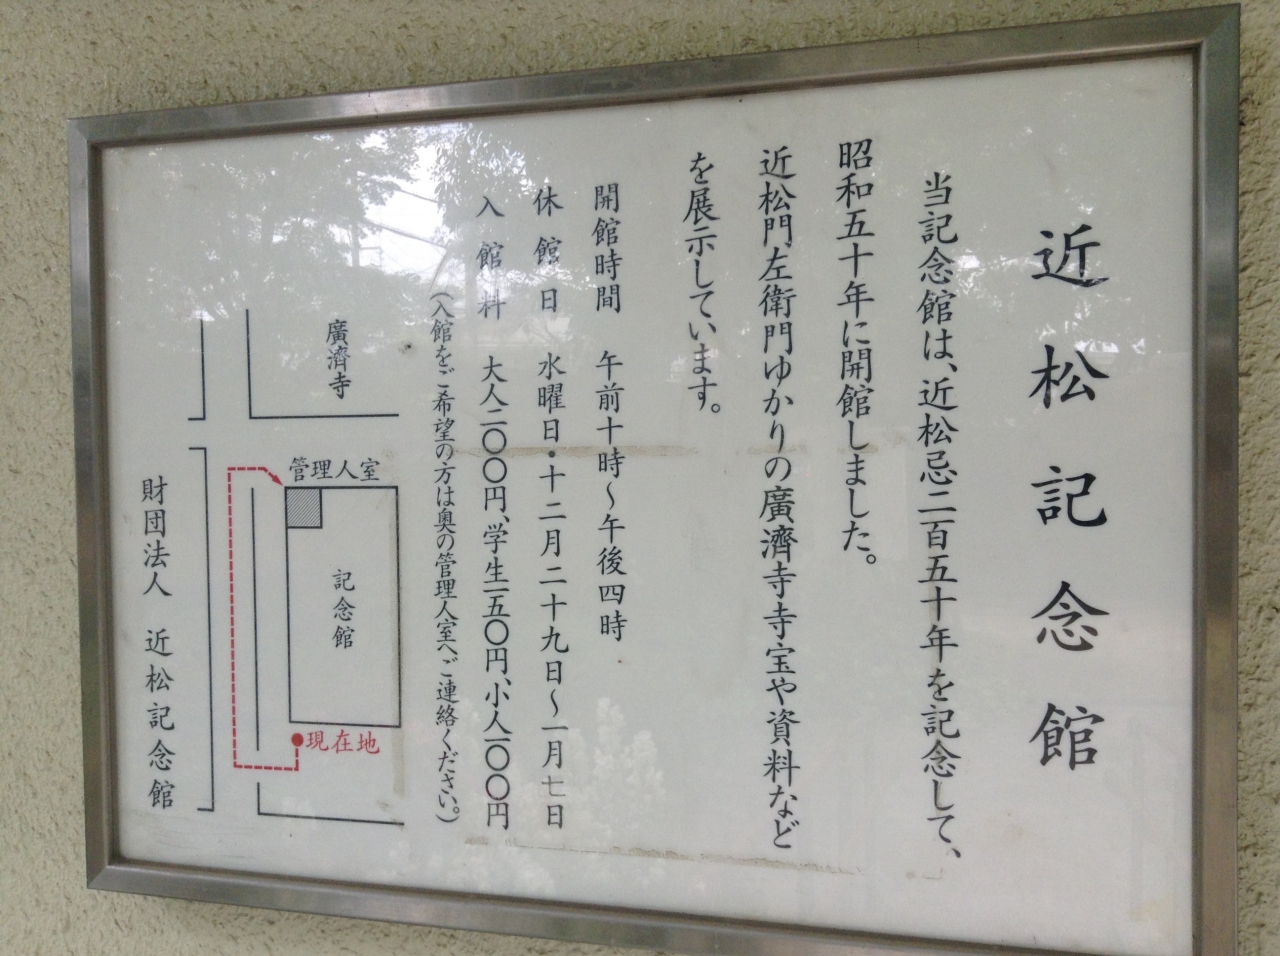 近松記念館
当記念館は、近松忌二百五十年を記念して、
昭和五十年に開館しました。
近松門左衛門ゆかりの廣濟寺寺宝や資料など
を展示しています。
開館時間 午前十時～午後四時
休館日 水曜日・十二月二十九日～一月七日
入館料 大人二〇〇円、学生一五〇円、小人一〇〇円
(入館をご希望の方は奥の管理人室へご連絡ください。)
廣濟寺
管理人室
記念館
現在地
財団法人 近松記念館